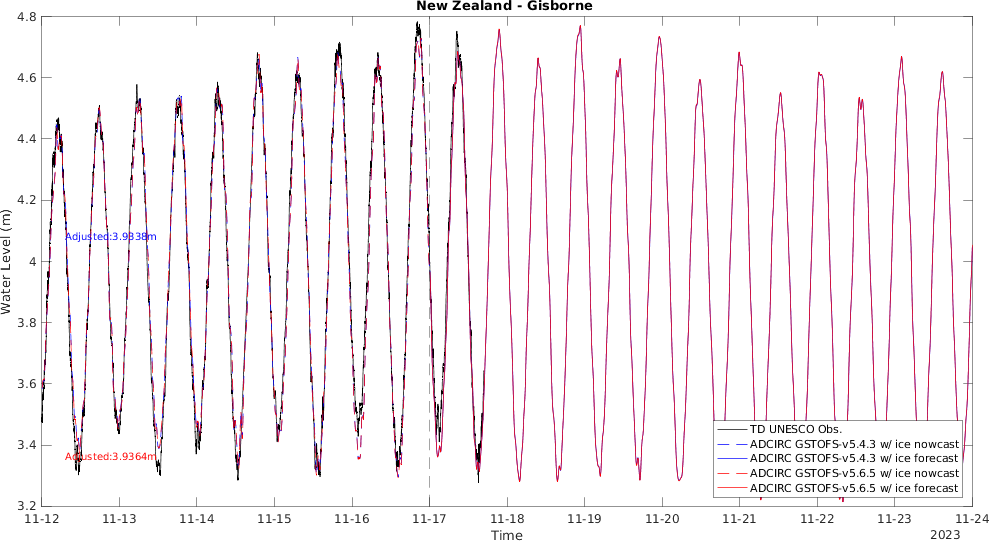 New Zealand - Gisborne
4.8
4.6
4.4
4.2
4
3.8
3.6
3.4
3.2
Water Level (m)
Adjusted:3.9338m
Adjusted:3.9364m
TD UNESCO Obs.
ADCIRC GSTOFS-v5.4.3 w/ ice nowcast
ADCIRC GSTOFS-v5.4.3 w/ ice forecast
ADCIRC GSTOFS-v5.6.5 w/ ice nowcast
ADCIRC GSTOFS-v5.6.5 w/ ice forecast
11-12 11-13 11-14 11-15 11-16 11-17 11-18 11-19 11-20 11-21 11-22 11-23 11-24
Time
2023